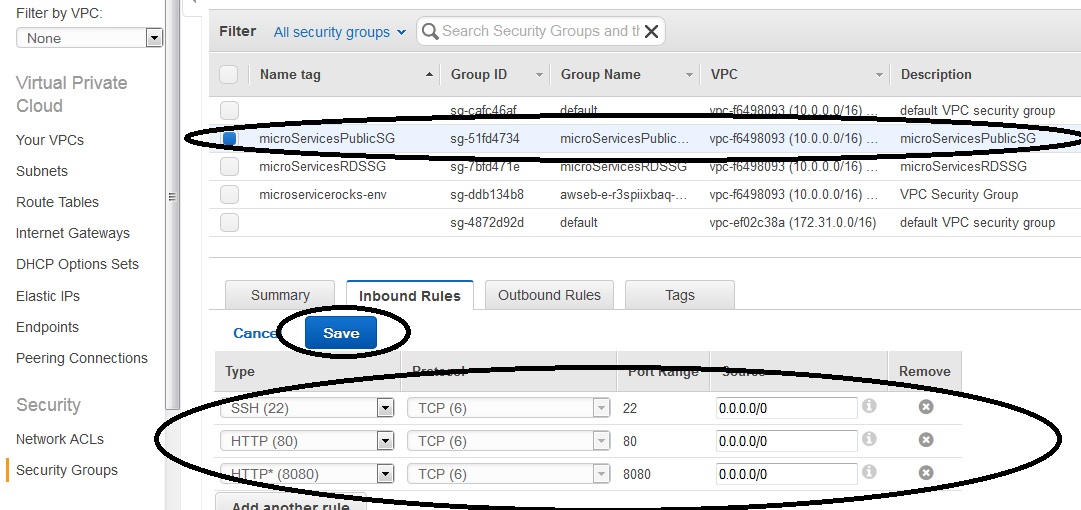 Filter by VPC:
None
Virtual Private
Cloud
Your VPCs
Subnets
Route Tables
Internet Gateways
DHCP Options Sets
Elastic IPs
Endpoints
Peering Connections
Security
Network ACLs
Security Groups
Filter All security groups Search Security Groups and th
Name tag Group ID Group Name VPC Description
sg-cafc46af default vpc-f6498093 (10.0.0.0/16) ... default VPC security group
microServicesPublicSG sg-51fd4734 microServicesPublic... vpc-f6498093 (10.0.0.0/16) ... microServicesPublicSG
microServicesRDSSG sg-7bfd471e microServicesRDSSG vpc-f6498093 (10.0.0.0/16) ... microServicesRDSSG
microservicerocks-env sg-ddb134b8 awseb-e-r3spiixbaq-... vpc-f6498093 (10.0.0.0/16) ... VPC Security Group
sg-4872d92d default vpc-ef02c38a (172.31.0.0/16) default VPC security group
Summary Inbound Rules Outbound Rules Tags
Cancel Save
Type Protocol Port Range Source Remove
SSH (22) TCP (6) 22 0.0.0.0/0
HTTP (80) TCP (6) 80 0.0.0.0/0
HTTP* (8080) TCP (6) 8080 0.0.0.0/0
Add another rule